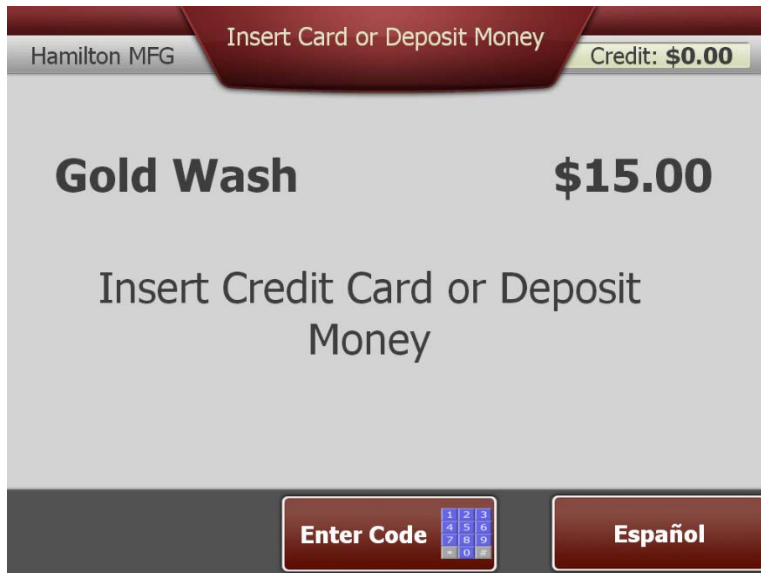 Insert Card or Deposit Money
Hamilton MFG
Credit: $0.00
Gold Wash $15.00
Insert Credit Card or Deposit
Money
Enter Code
1 2 3
4 5 6
7 8 9
* 0 #
Español